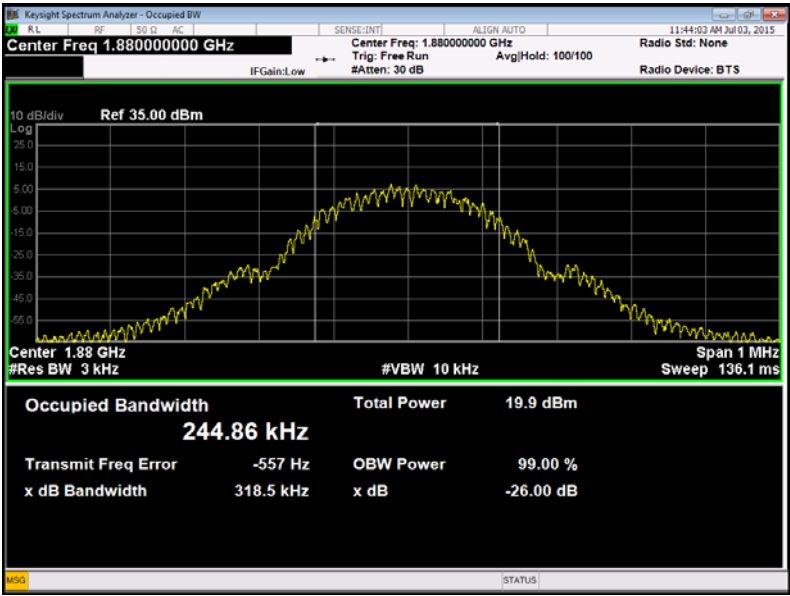 Keysight Spectrum Analyzer - Occupied BW
RL RF 50 Ω AC SENSE:INT ALIGN AUTO 11:44:03 AM Jul 03, 2015
Center Freq 1.880000000 GHz Center Freq: 1.880000000 GHz Radio Std: None
Trig: Free Run Avg|Hold: 100/100
IFGain:Low #Atten: 30 dB Radio Device: BTS
10 dB/div Ref 35.00 dBm
Log
25.0
15.0
5.00
-5.00
-15.0
-25.0
-35.0
-45.0
-55.0
Center 1.88 GHz Span 1 MHz
#Res BW 3 kHz #VBW 10 kHz Sweep 136.1 ms
Occupied Bandwidth Total Power 19.9 dBm
244.86 kHz
Transmit Freq Error -557 Hz OBW Power 99.00 %
x dB Bandwidth 318.5 kHz x dB -26.00 dB
MSG STATUS